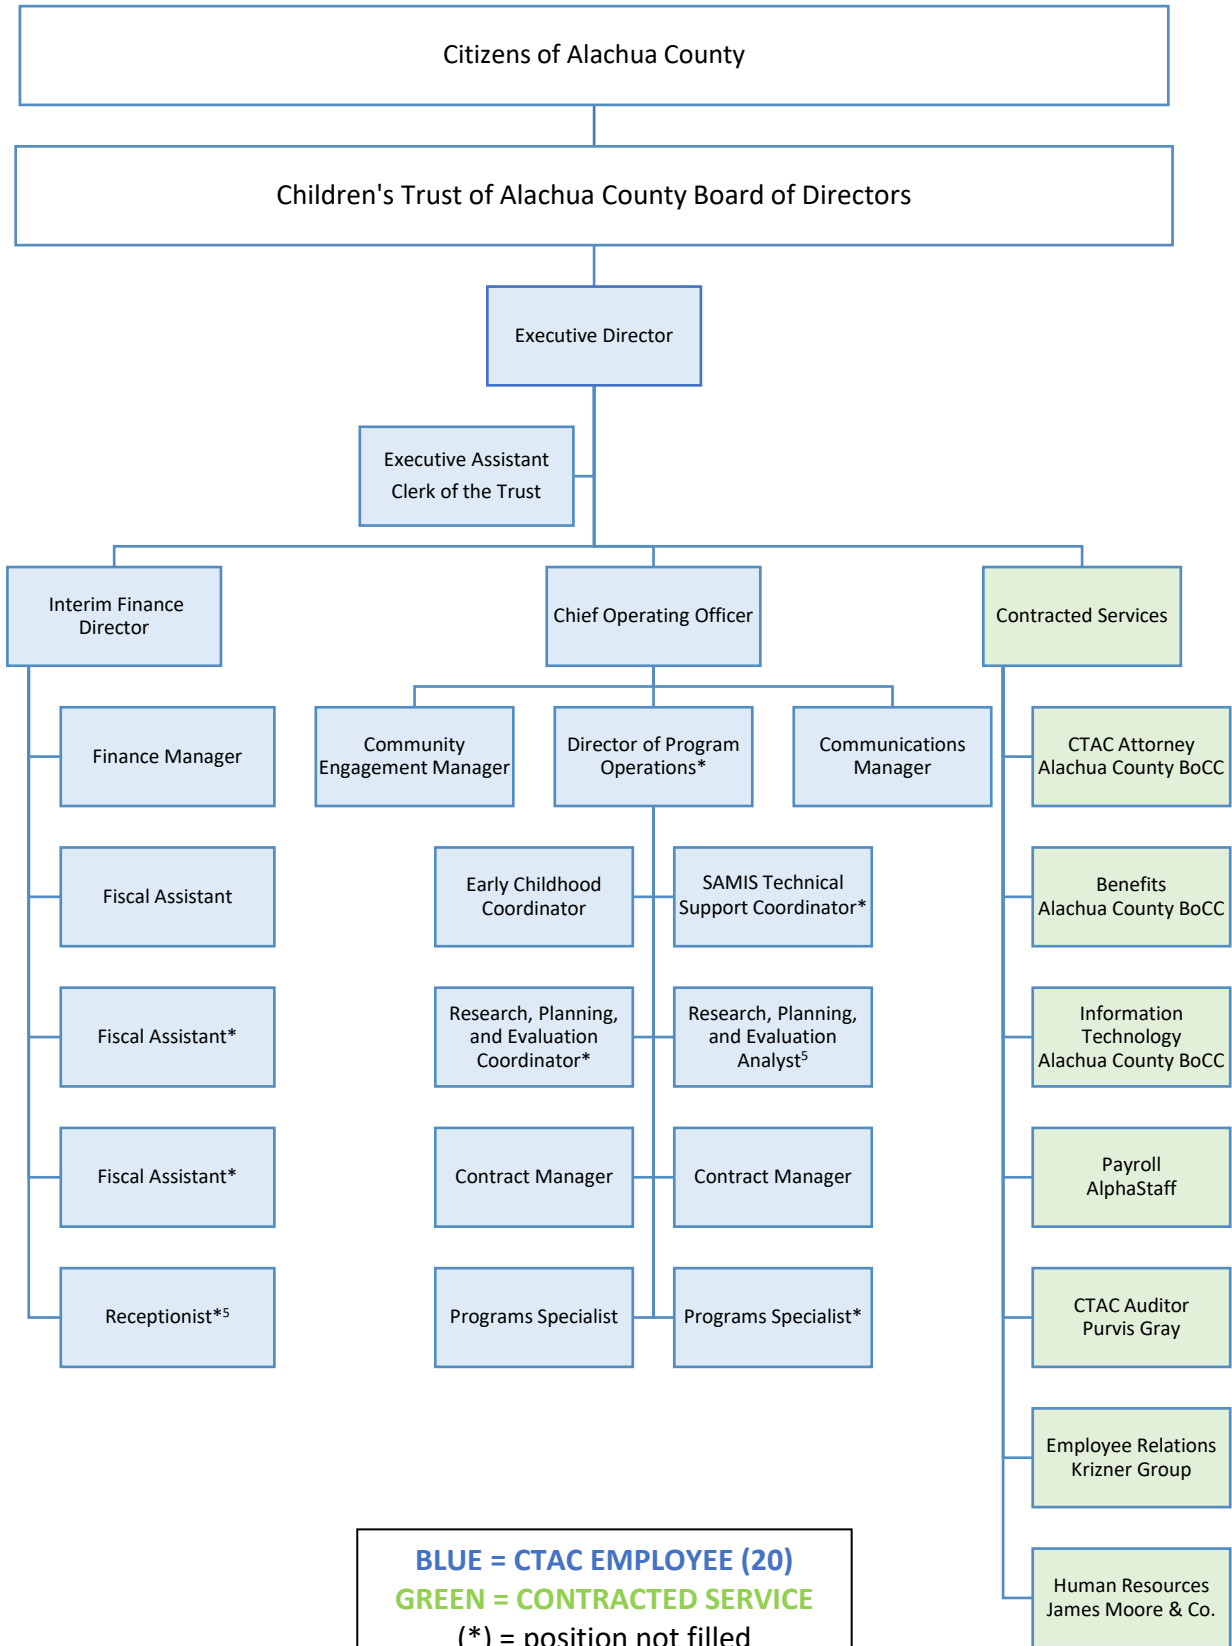 Citizens of Alachua County
Children's Trust of Alachua County Board of Directors
Executive Director
Executive Assistant
Clerk of the Trust
Interim Finance
Director
Chief Operating Officer
Contracted Services
Finance Manager
Fiscal Assistant
Fiscal Assistant*
Fiscal Assistant*
Receptionist*⁵
Community
Engagement Manager
Director of Program
Operations*
Communications
Manager
Early Childhood
Coordinator
SAMIS Technical
Support Coordinator*
Research, Planning,
and Evaluation
Coordinator*
Research, Planning,
and Evaluation
Analyst⁵
Contract Manager
Contract Manager
Programs Specialist
Programs Specialist*
CTAC Attorney
Alachua County BoCC
Benefits
Alachua County BoCC
Information
Technology
Alachua County BoCC
Payroll
AlphaStaff
CTAC Auditor
Purvis Gray
Employee Relations
Krizner Group
Human Resources
James Moore & Co.
BLUE = CTAC EMPLOYEE (20)
GREEN = CONTRACTED SERVICE
(*) = position not filled